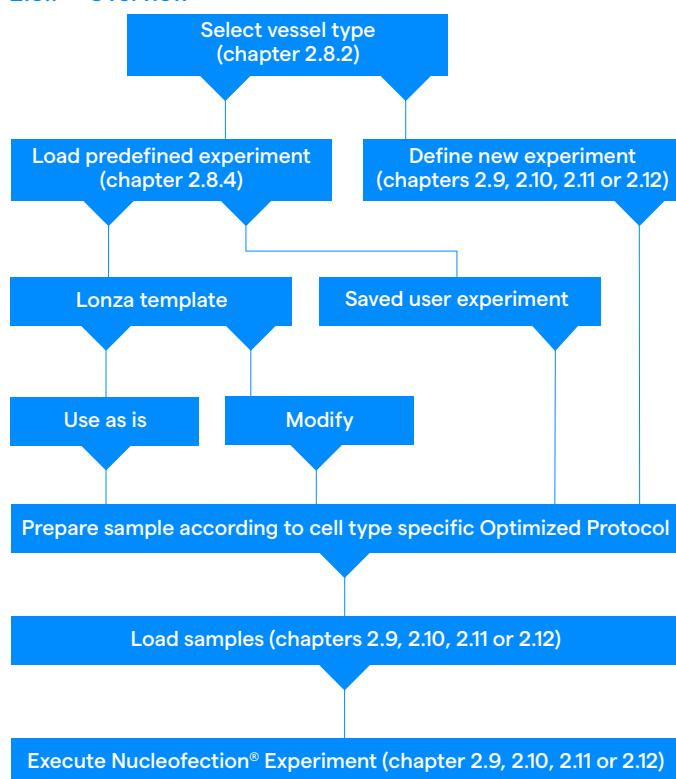 Select vessel type
(chapter 2.8.2)
Load predefined experiment
(chapter 2.8.4)
Define new experiment
(chapters 2.9, 2.10, 2.11 or 2.12)
Lonza template
Saved user experiment
Use as is
Modify
Prepare sample according to cell type specific Optimized Protocol
Load samples (chapters 2.9, 2.10, 2.11 or 2.12)
Execute Nucleofection® Experiment (chapter 2.9, 2.10, 2.11 or 2.12)